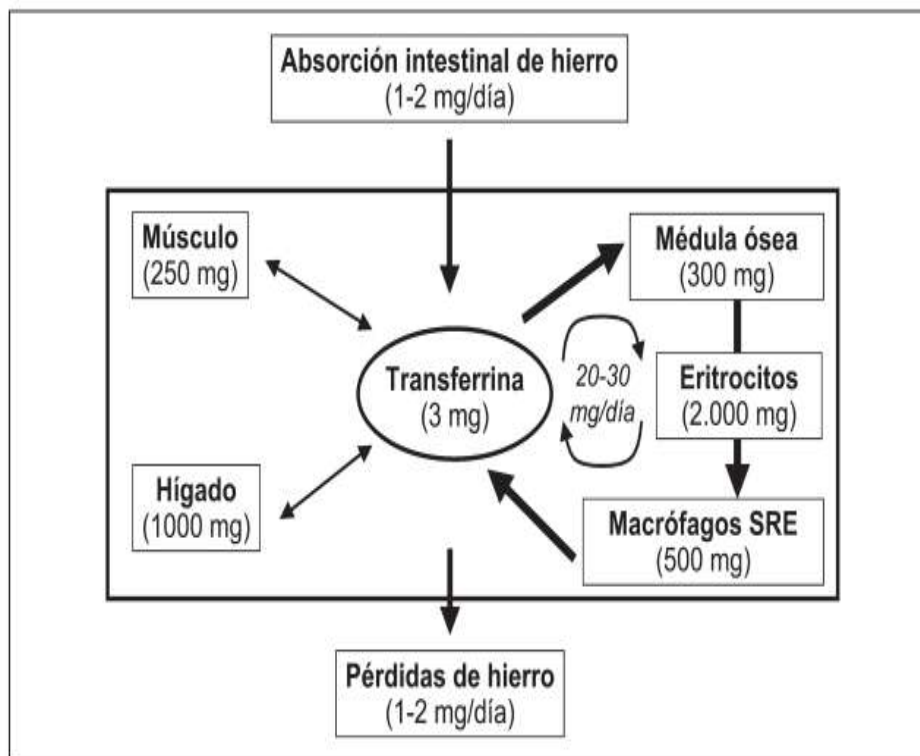 Absorción intestinal de hierro
(1-2 mg/día)
Músculo
(250 mg)
Médula ósea
(300 mg)
Transferrina
(3 mg)
20-30
mg/día
Eritrocitos
(2.000 mg)
Hígado
(1000 mg)
Macrófagos SRE
(500 mg)
Pérdidas de hierro
(1-2 mg/día)